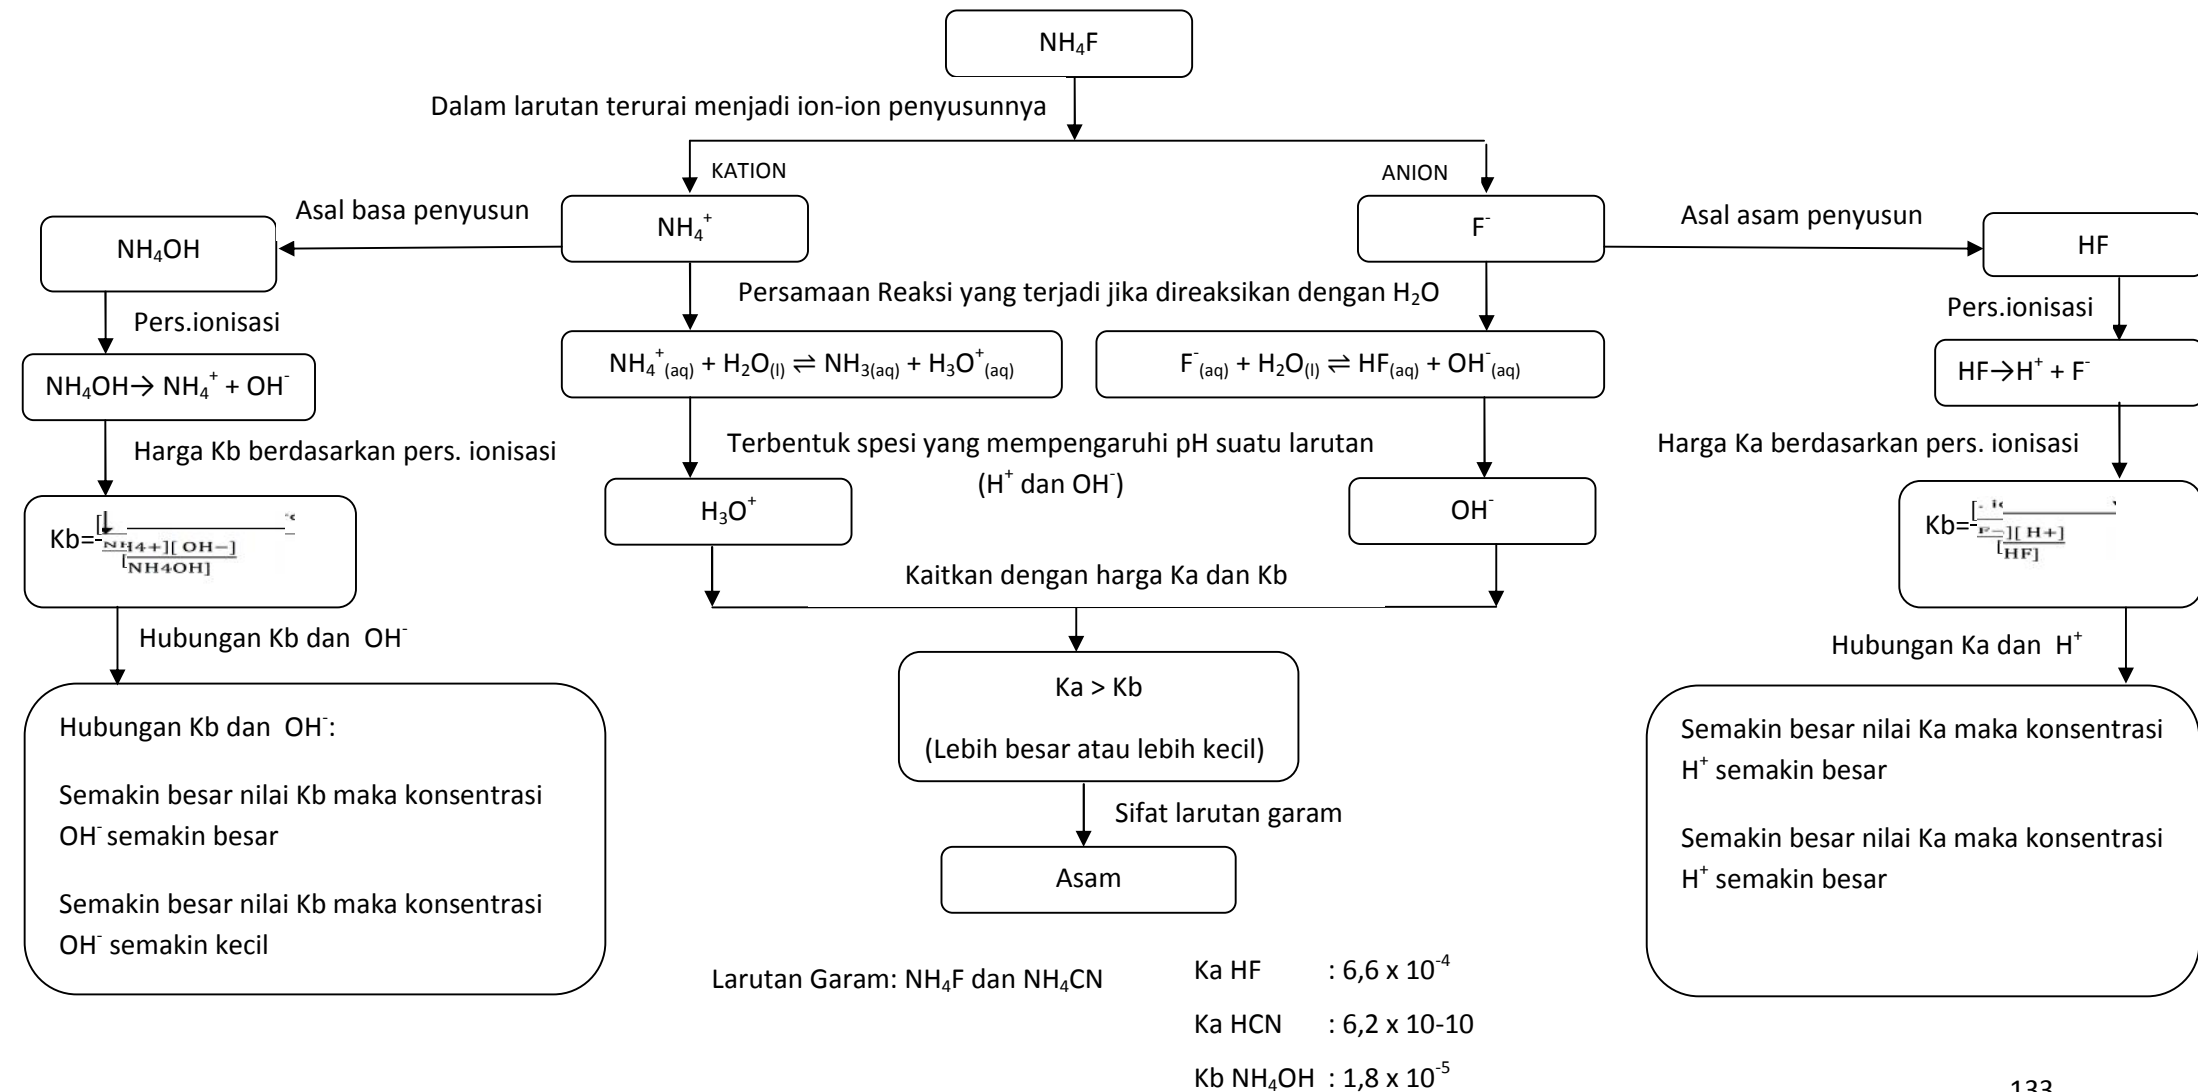 NH₄F
Dalam larutan terurai menjadi ion-ion penyusunnya
KATION
ANION
Asal basa penyusun
NH₄⁺
F⁻
Asal asam penyusun
NH₄OH
HF
Persamaan Reaksi yang terjadi jika direaksikan dengan H₂O
Pers.ionisasi
Pers.ionisasi
NH₄OH→ NH₄⁺ + OH⁻
NH₄⁺(aq) + H₂O(l) ⇌ NH₃(aq) + H₃O⁺(aq)
F⁻(aq) + H₂O(l) ⇌ HF(aq) + OH⁻(aq)
HF→H⁺ + F⁻
Harga Kb berdasarkan pers. ionisasi
Terbentuk spesi yang mempengaruhi pH suatu larutan
(H⁺ dan OH⁻)
Harga Ka berdasarkan pers. ionisasi
H₃O⁺
OH⁻
Kb=
NH4+][ OH−]
[NH4OH]
Kb=
F−][ H+]
[HF]
Kaitkan dengan harga Ka dan Kb
Hubungan Kb dan OH⁻
Hubungan Ka dan H⁺
Ka > Kb
(Lebih besar atau lebih kecil)
Hubungan Kb dan OH⁻:
Semakin besar nilai Kb maka konsentrasi
OH⁻ semakin besar
Semakin besar nilai Kb maka konsentrasi
OH⁻ semakin kecil
Semakin besar nilai Ka maka konsentrasi
H⁺ semakin besar
Semakin besar nilai Ka maka konsentrasi
H⁺ semakin besar
Sifat larutan garam
Asam
Larutan Garam: NH₄F dan NH₄CN
Ka HF : 6,6 x 10⁻⁴
Ka HCN : 6,2 x 10-10
Kb NH₄OH : 1,8 x 10⁻⁵
133